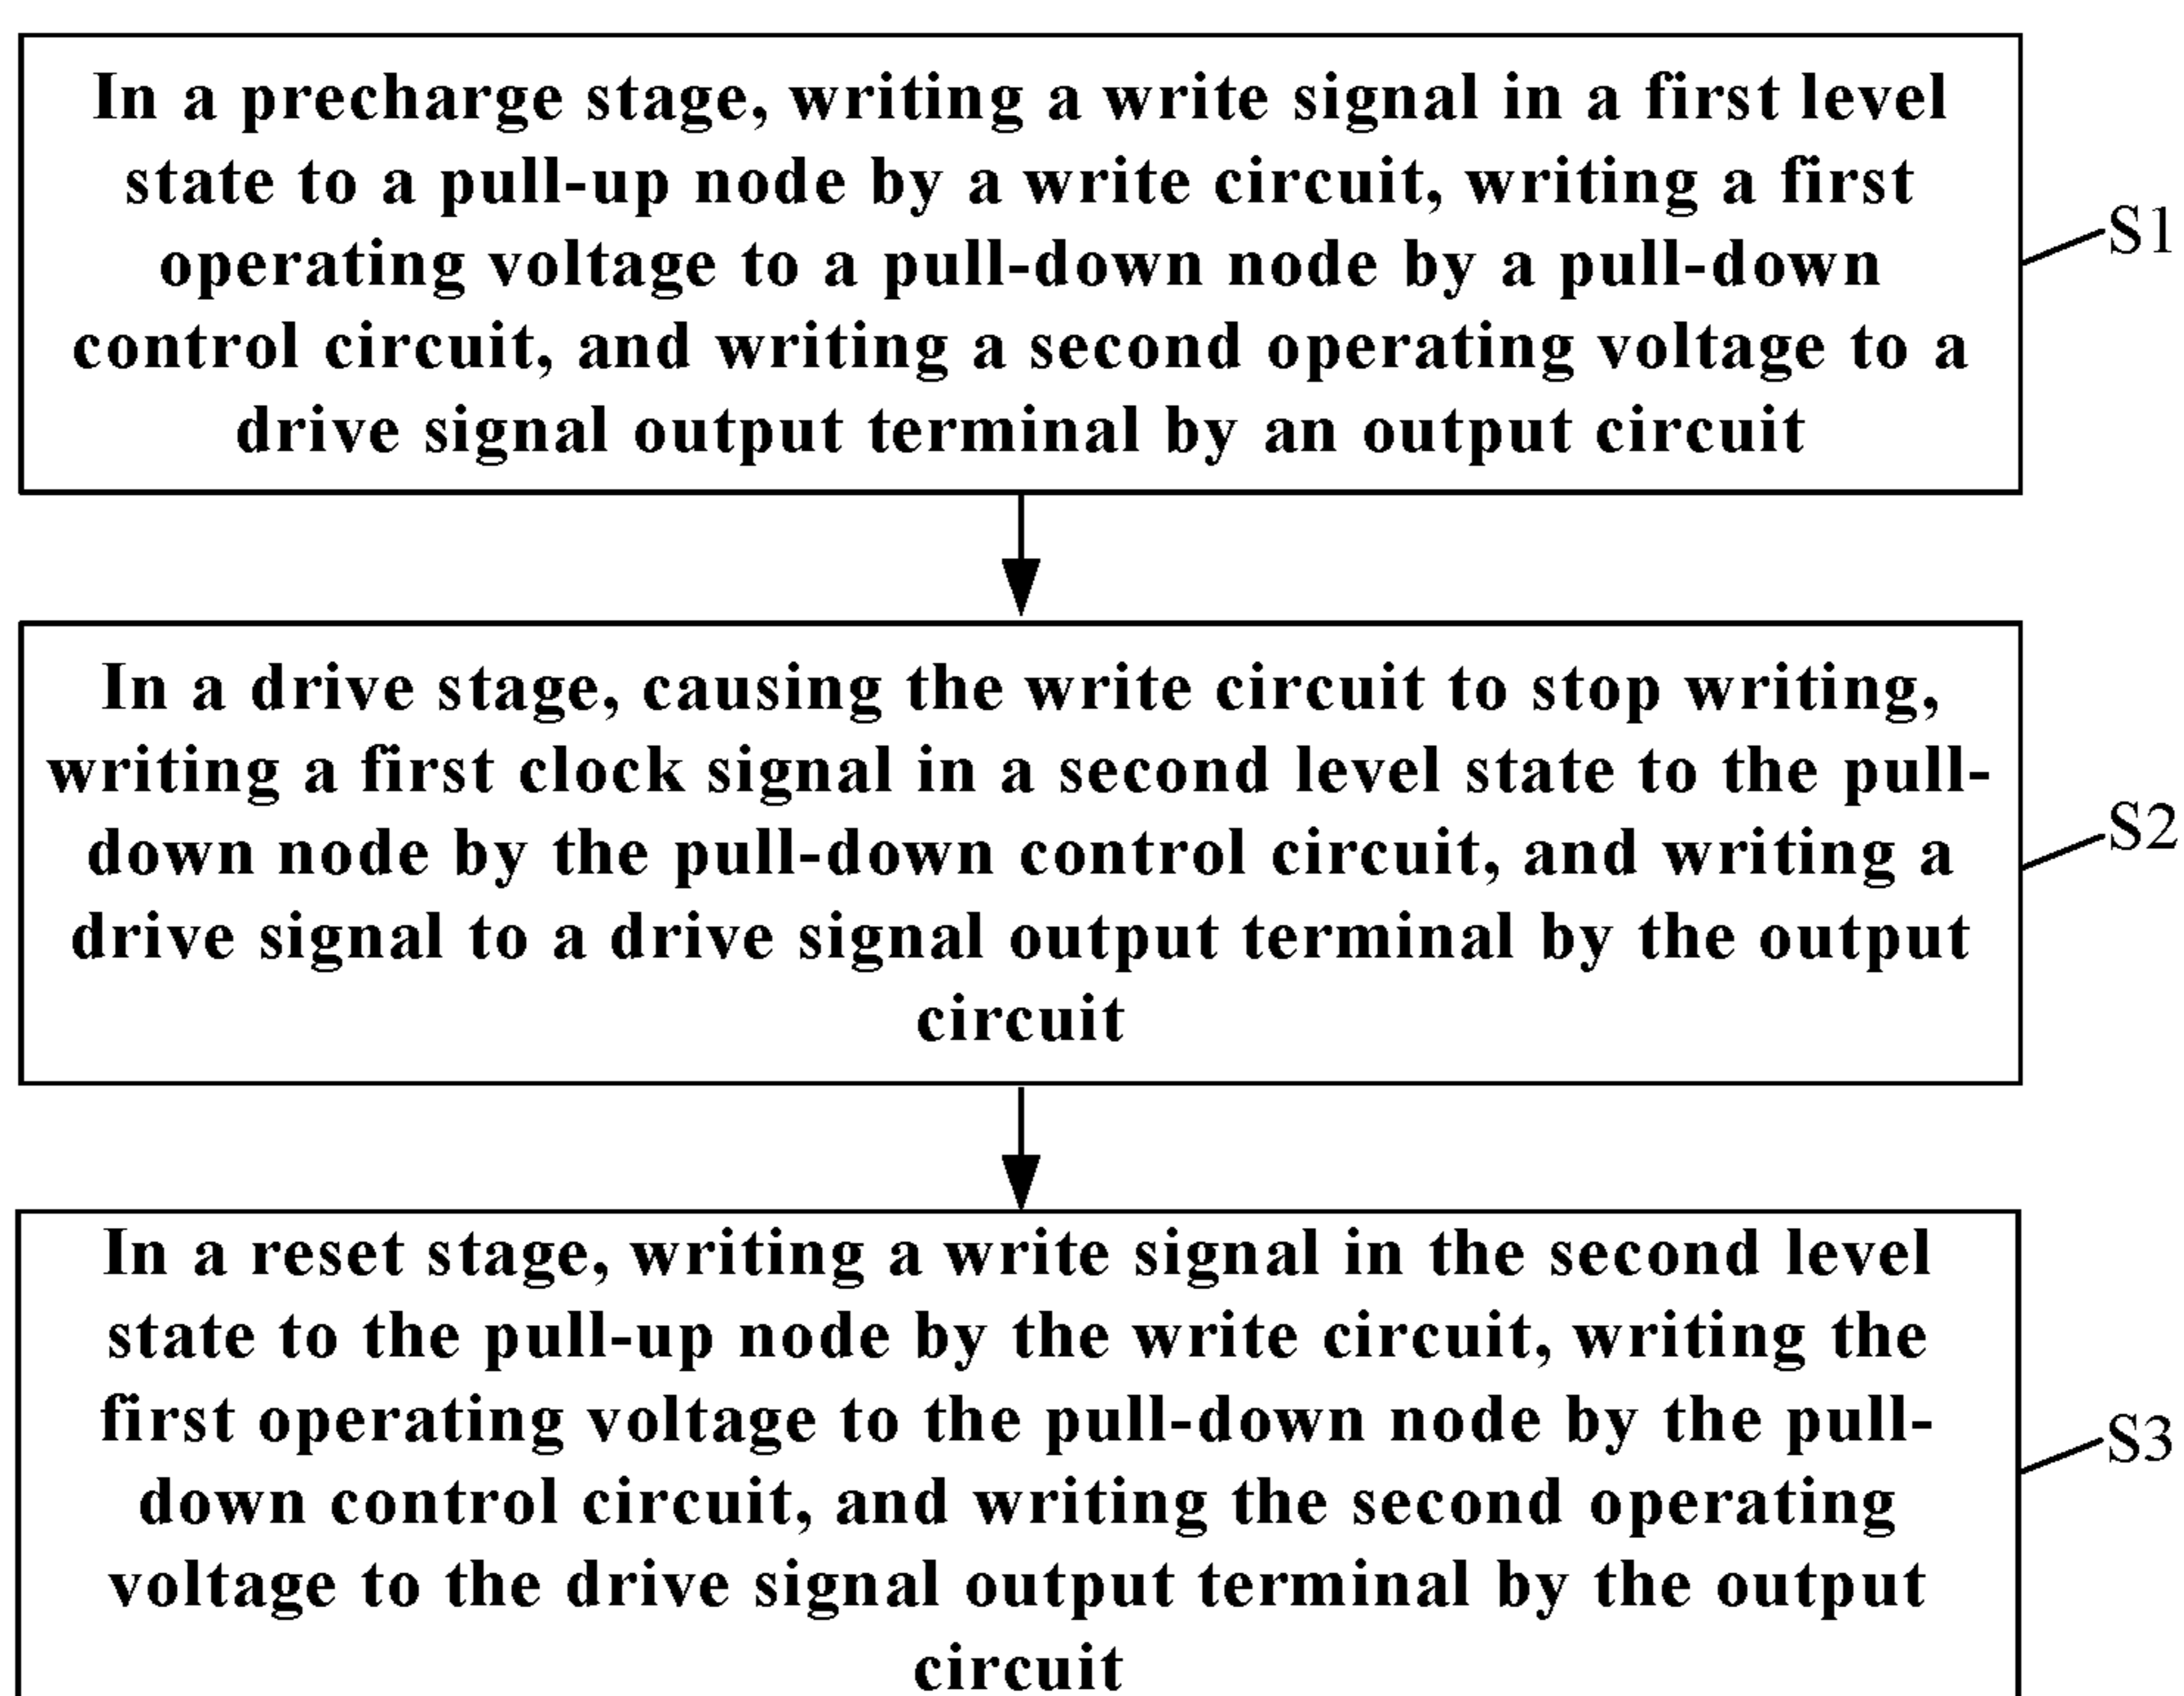 In a precharge stage, writing a write signal in a first level
state to a pull-up node by a write circuit, writing a first
operating voltage to a pull-down node by a pull-down
control circuit, and writing a second operating voltage to a
drive signal output terminal by an output circuit
S1
In a drive stage, causing the write circuit to stop writing,
writing a first clock signal in a second level state to the pull-
down node by the pull-down control circuit, and writing a
drive signal to a drive signal output terminal by the output
circuit
S2
In a reset stage, writing a write signal in the second level
state to the pull-up node by the write circuit, writing the
first operating voltage to the pull-down node by the pull-
down control circuit, and writing the second operating
voltage to the drive signal output terminal by the output
circuit
S3